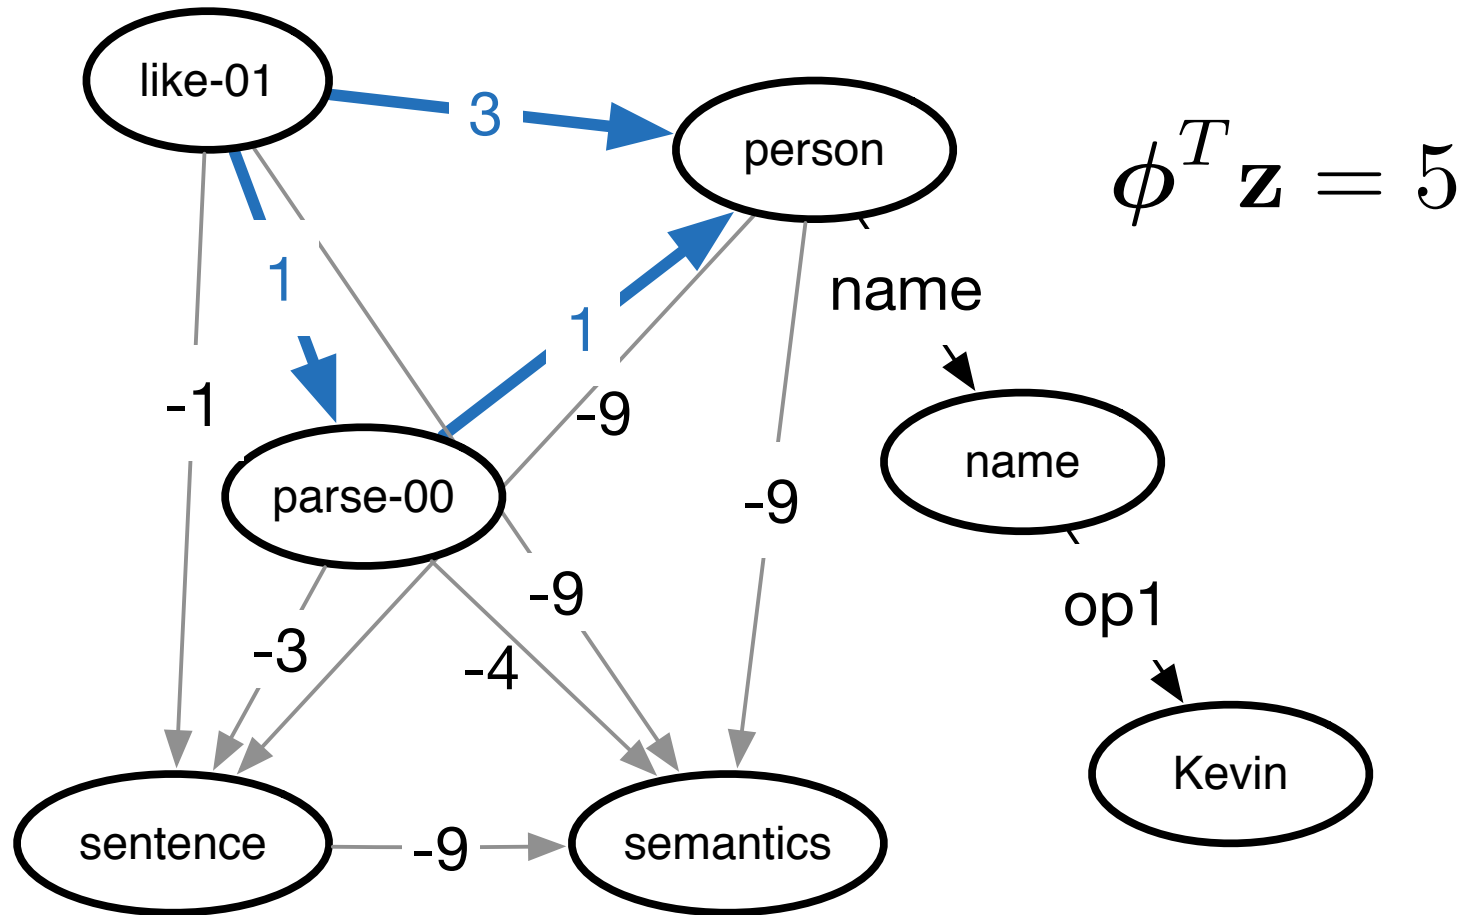 like-01
3
person
ϕᵀz = 5
1
name
1
-1
-9
name
parse-00
-9
-9
op1
-3
-4
Kevin
sentence
-9
semantics